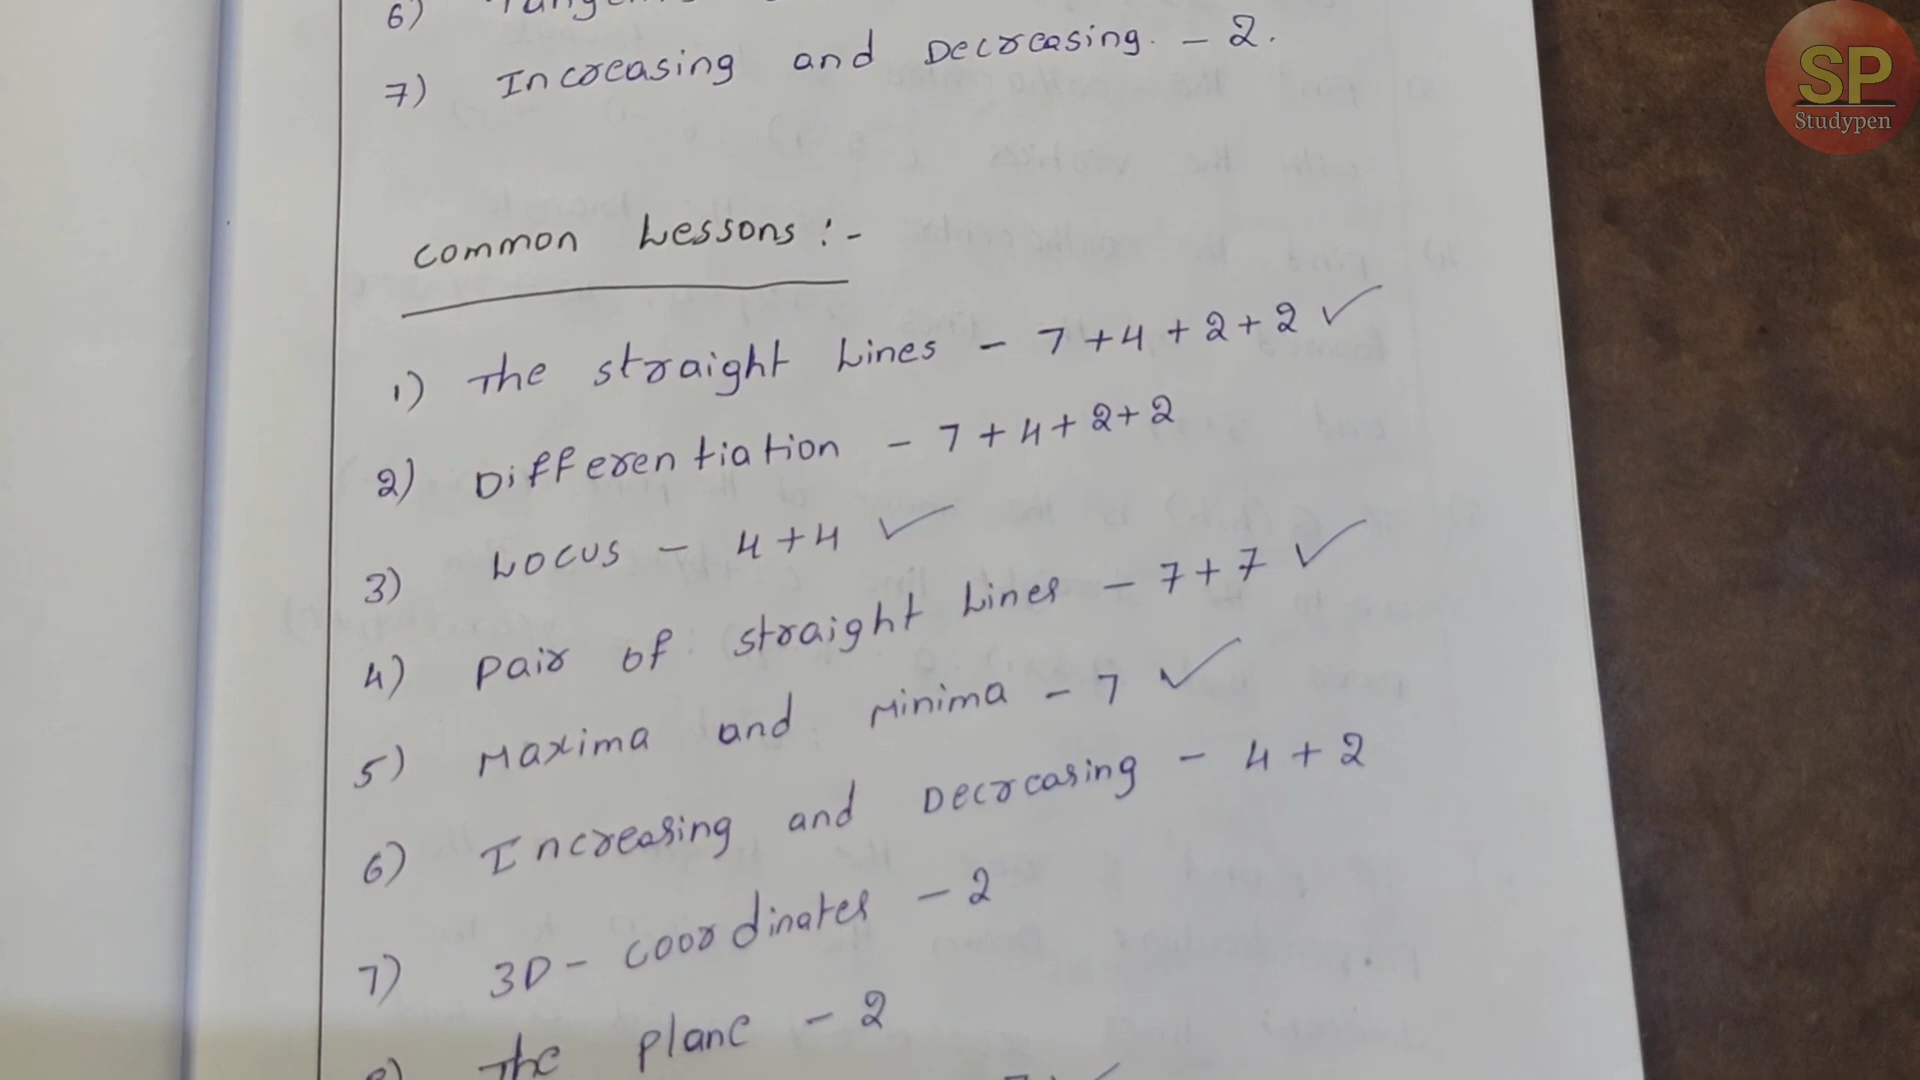 6)
7) Increasing and Decreasing. - 2.
Common Lessons :-
1) The straight Lines - 7+4+2+2 ✓
2) Differentiation - 7+4+2+2
3) Locus - 4+4 ✓
4) pair of straight Lines - 7+7 ✓
5) Maxima and Minima - 7 ✓
6) Increasing and Decreasing - 4+2
7) 3D - coordinates - 2
8) The plane - 2
SP
Studypen